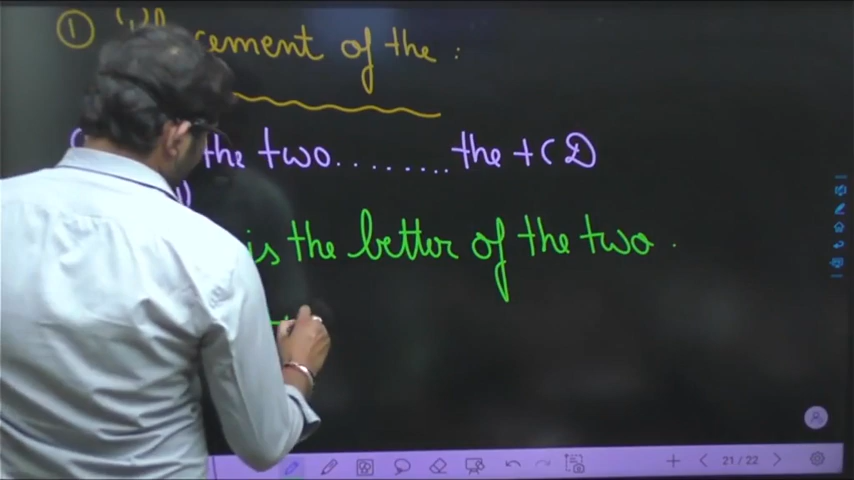 ① cement of the :
the two........ the + C D
is the better of the two.
21 / 22